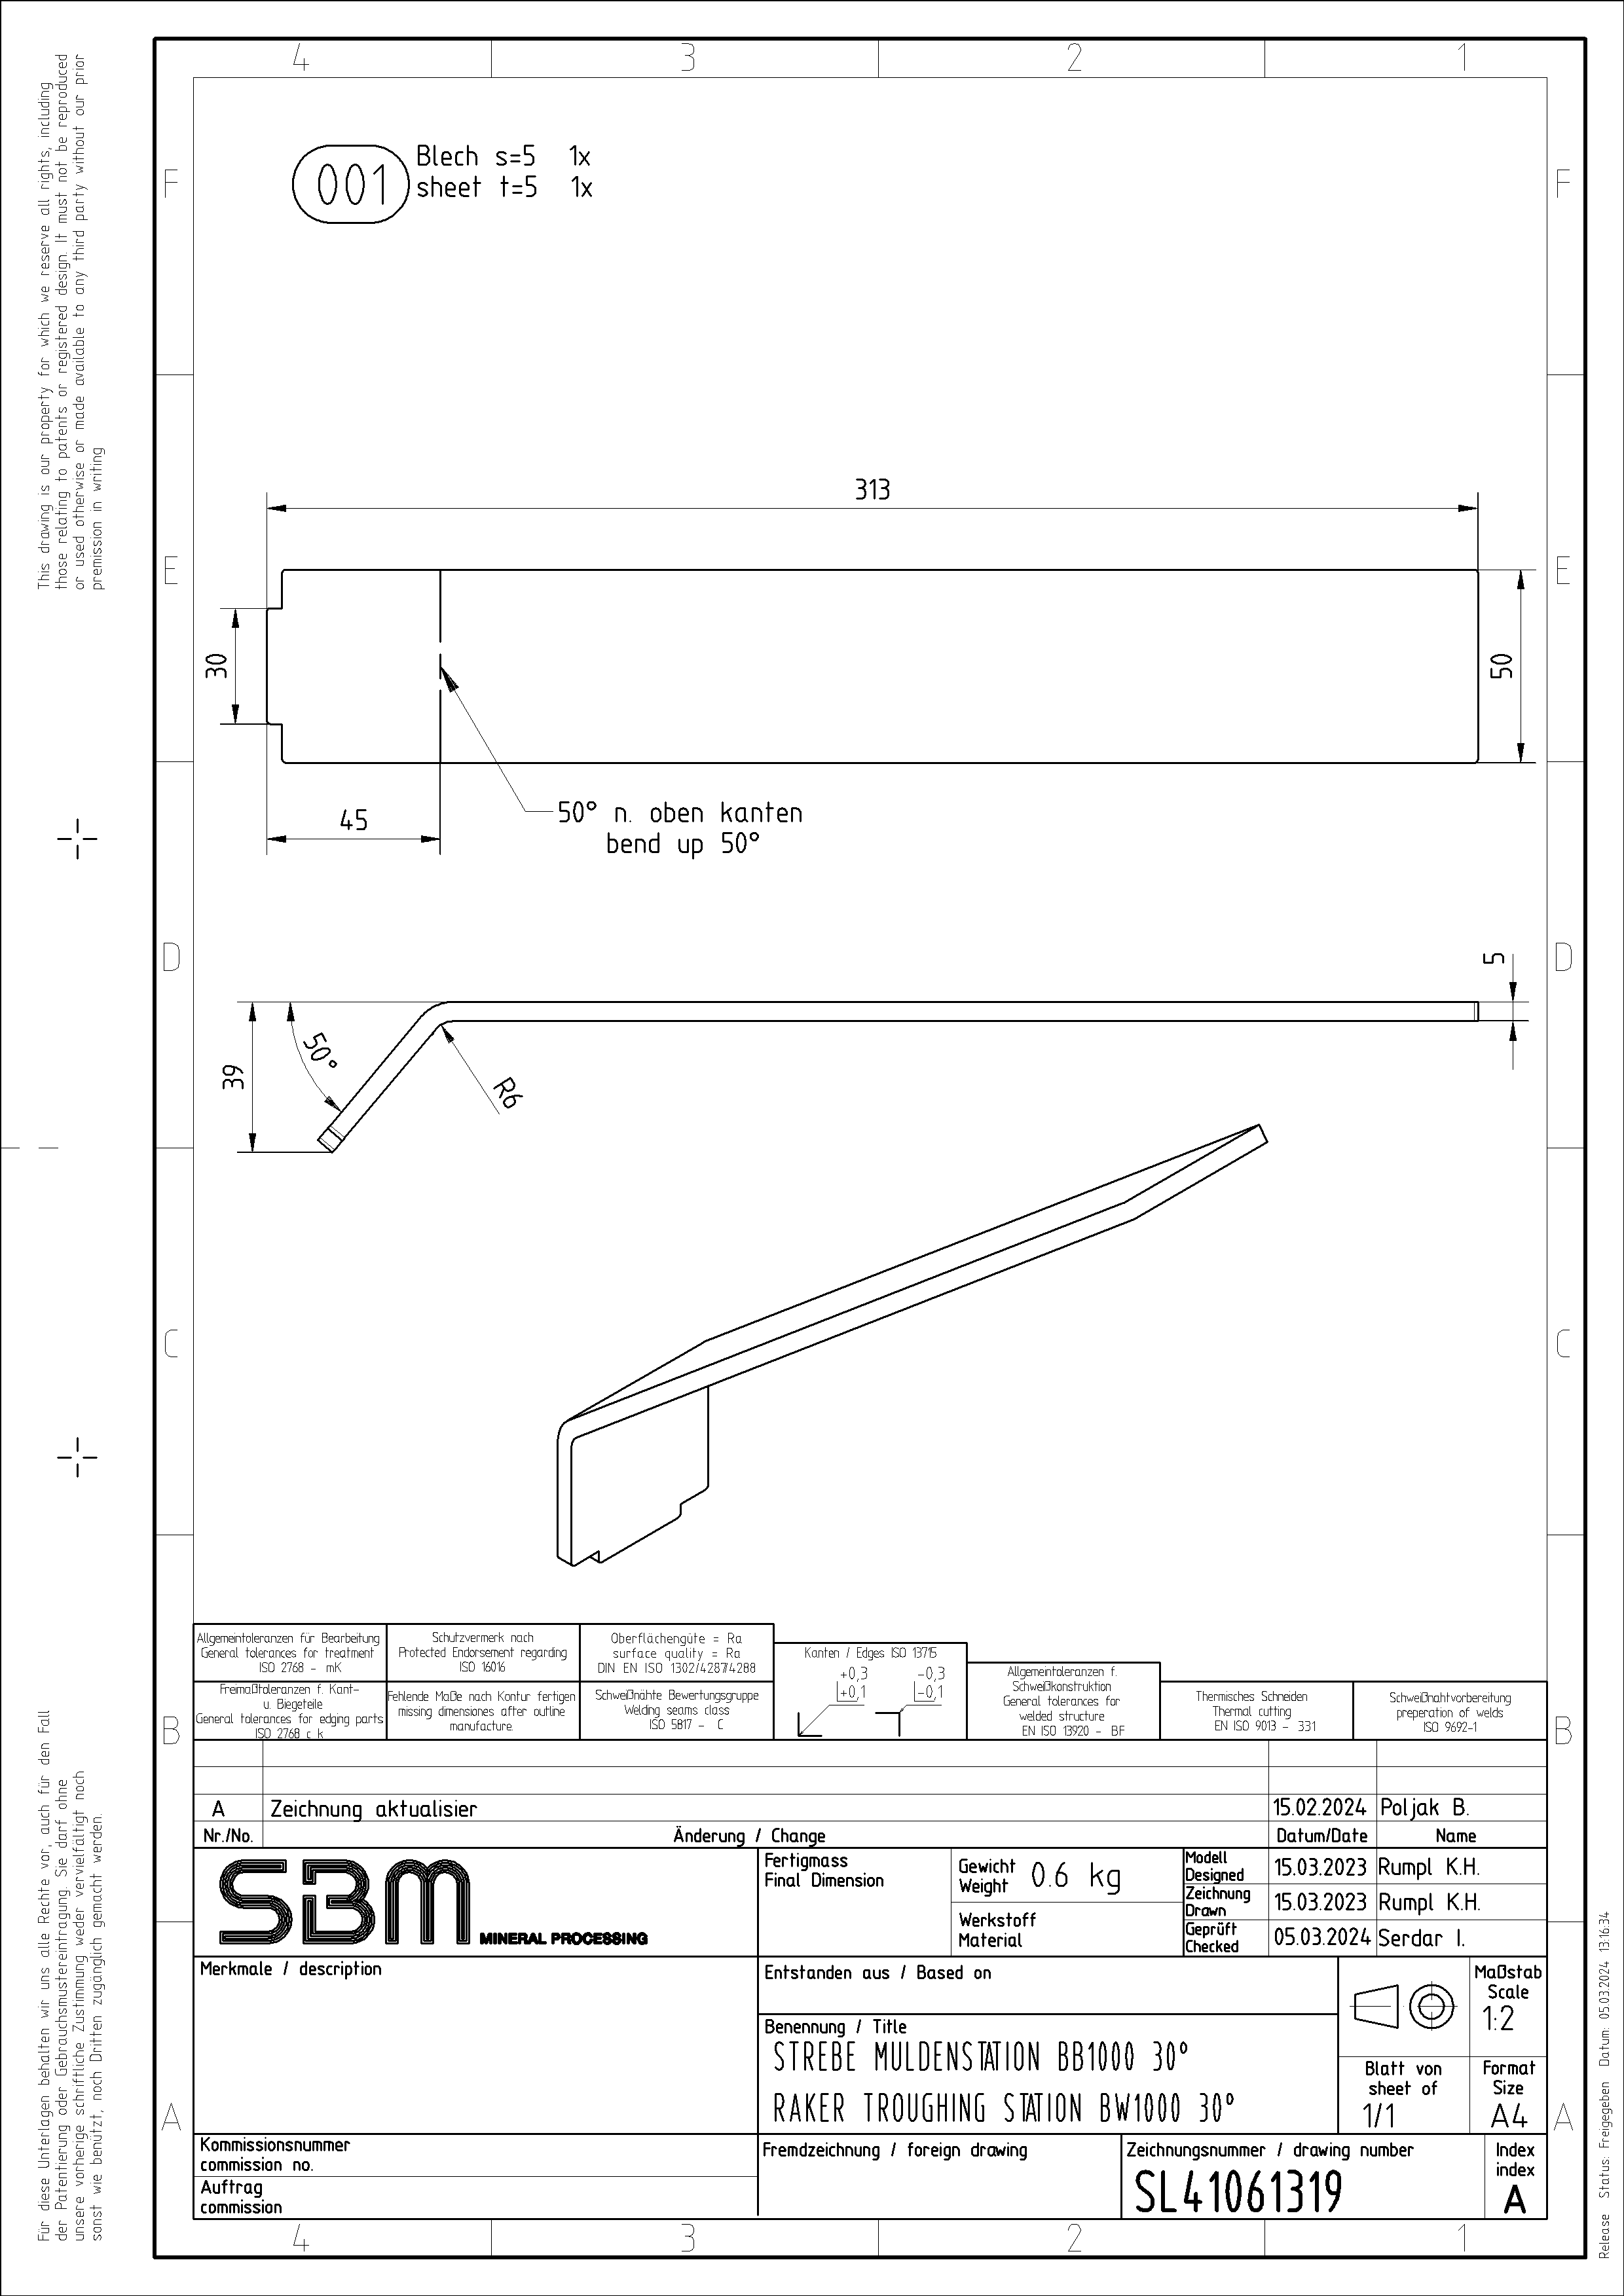 4 3 2 1
F F
E E
D D
C C
B B
A A
This drawing is our property for which we reserve all rights, including
those relating to patents or registered design. It must not be reproduced
or used otherwise or made available to any third party without our prior
premission in writing
001
Blech s=5 1x
sheet t=5 1x
313
30
50
45
50° n. oben kanten
bend up 50°
5
39
50°
R6
Allgemeintoleranzen für Bearbeitung
General tolerances for treatment
ISO 2768 - mK
Schutzvermerk nach
Protected Endorsement regarding
ISO 16016
Oberflächengüte = Ra
surface quality = Ra
DIN EN ISO 1302/4287/4288
Freimaßtoleranzen f. Kant-
u. Biegeteile
General tolerances for edging parts
ISO 2768 c k
Fehlende Maße nach Kontur fertigen
missing dimensiones after outline
manufacture.
Schweißnähte Bewertungsgruppe
Welding seams class
ISO 5817 - C
Kanten / Edges ISO 13715
+0,3 -0,3
+0,1 -0,1
Allgemeintoleranzen f.
Schweißkonstruktion
General tolerances for
welded structure
EN ISO 13920 - BF
Thermisches Schneiden
Thermal cutting
EN ISO 9013 - 331
Schweißnahtvorbereitung
preperation of welds
ISO 9692-1
A Zeichnung aktualisier 15.02.2024 Poljak B.
Nr./No. Änderung / Change Datum/Date Name
SBM
MINERAL PROCESSING
Fertigmass
Final Dimension
Gewicht
Weight
0.6 kg
Werkstoff
Material
Modell
Designed
15.03.2023 Rumpl K.H.
Zeichnung
Drawn
15.03.2023 Rumpl K.H.
Geprüft
Checked
05.03.2024 Serdar I.
Merkmale / description
Entstanden aus / Based on
Benennung / Title
STREBE MULDENSTATION BB1000 30°
RAKER TROUGHING STATION BW1000 30°
Maßstab
Scale
1:2
Blatt von
sheet of
1/1
Format
Size
A4
Kommissionsnummer
commission no.
Auftrag
commission
Fremdzeichnung / foreign drawing
Zeichnungsnummer / drawing number
SL41061319
Index
index
A
4 3 2 1
Für diese Unterlagen behalten wir uns alle Rechte vor, auch für den Fall
der Patentierung oder Gebrauchsmustereintragung. Sie darf ohne
unsere vorherige schriftliche Zustimmung weder vervielfältigt noch
sonst wie benützt, noch Dritten zugänglich gemacht werden.
Release Status: Freigegeben Datum: 05.03.2024 13:16:34